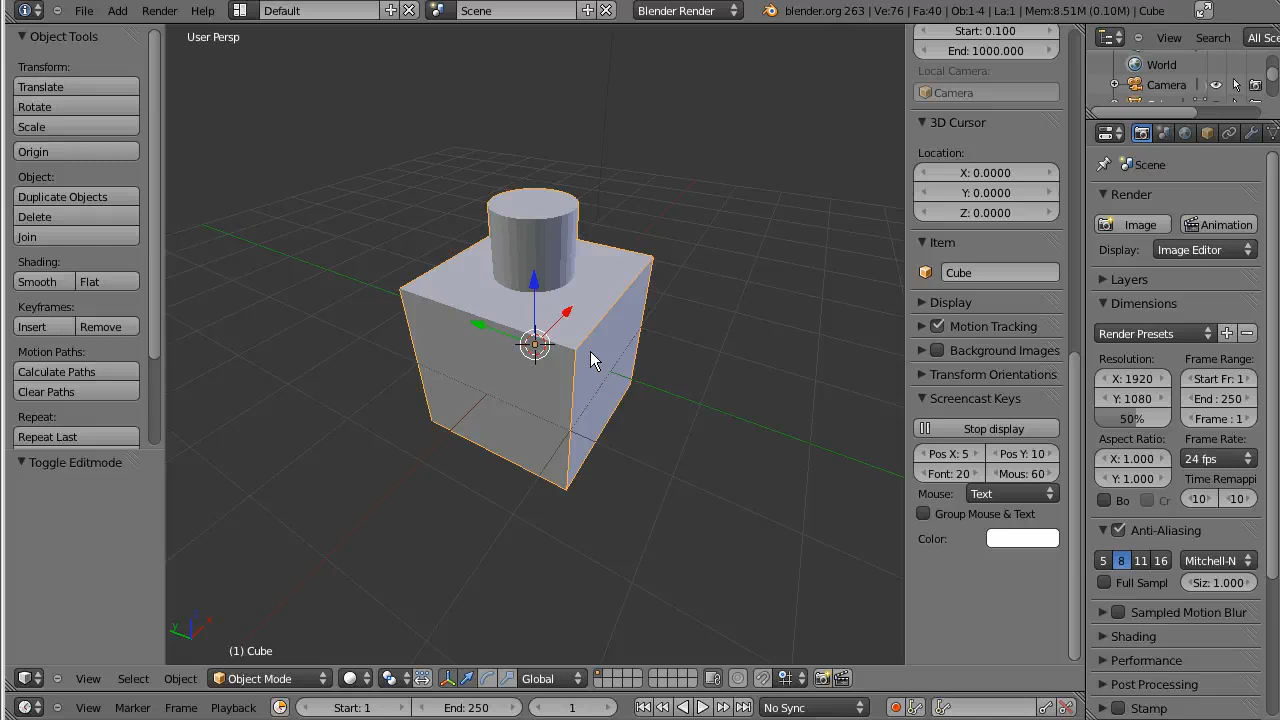 File Add Render Help Default Scene Blender Render blender.org 263 | Ve:76 | Fa:40 | Ob:1-4 | La:1 | Mem:8.51M (0.10M) | Cube
Object Tools
Transform:
Translate
Rotate
Scale
Origin
Object:
Duplicate Objects
Delete
Join
Shading:
Smooth Flat
Keyframes:
Insert Remove
Motion Paths:
Calculate Paths
Clear Paths
Repeat:
Repeat Last
Toggle Editmode
User Persp
(1) Cube
y
x
Start: 0.100
End: 1000.000
Local Camera:
Camera
3D Cursor
Location:
X: 0.0000
Y: 0.0000
Z: 0.0000
Item
Cube
Display
Motion Tracking
Background Images
Transform Orientations
Screencast Keys
Stop display
Pos X: 5 Pos Y: 10
Font: 20 Mous: 60
Mouse: Text
Group Mouse & Text
Color:
View Search All Sce
World
Camera
Scene
Render
Image Animation
Display: Image Editor
Layers
Dimensions
Render Presets
Resolution: Frame Range:
X: 1920 Start Fr: 1
Y: 1080 End : 250
50% Frame : 1
Aspect Ratio: Frame Rate:
X: 1.000 24 fps
Y: 1.000 Time Remappi
Bo Cr 10 10
Anti-Aliasing
5 8 11 16 Mitchell-N
Full Sampl Siz: 1.000
Sampled Motion Blur
Shading
Performance
Post Processing
Stamp
View Select Object Object Mode Global
View Marker Frame Playback Start: 1 End: 250 1 No Sync